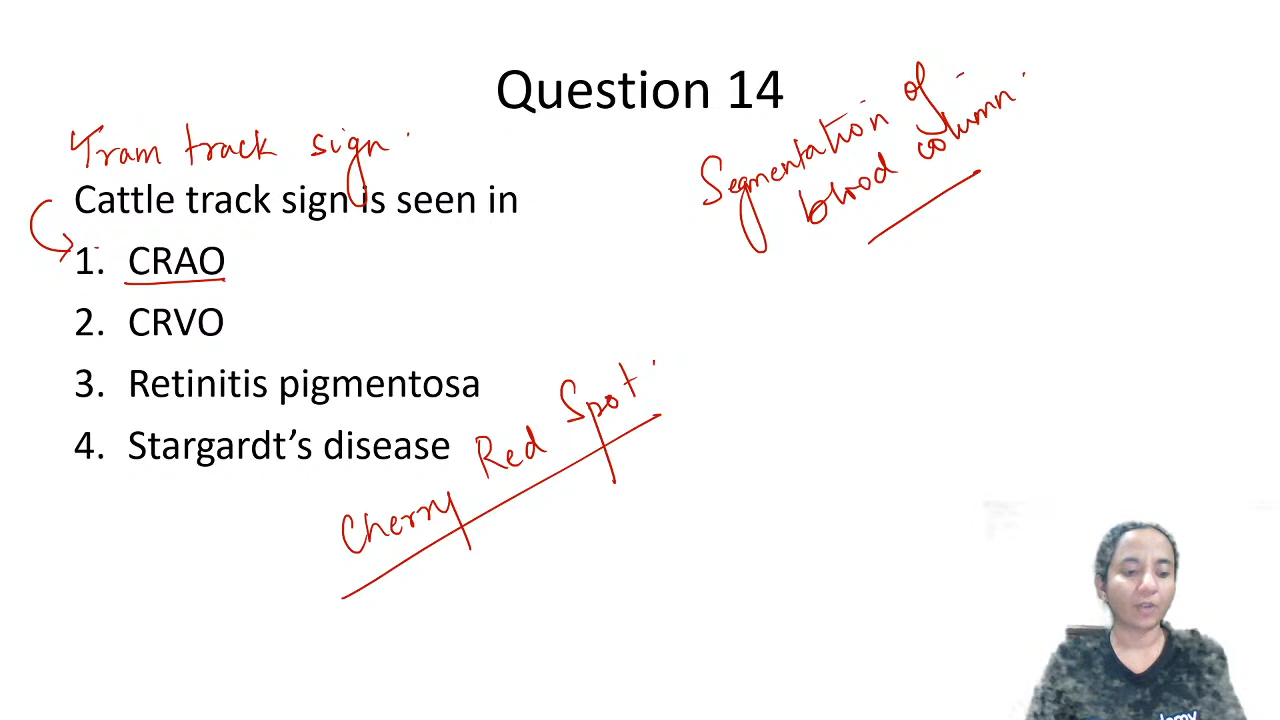 Question 14
Tram track sign
Segmentation of
blood column
Cattle track sign is seen in
1. CRAO
2. CRVO
3. Retinitis pigmentosa
4. Stargardt’s disease
Cherry Red Spot